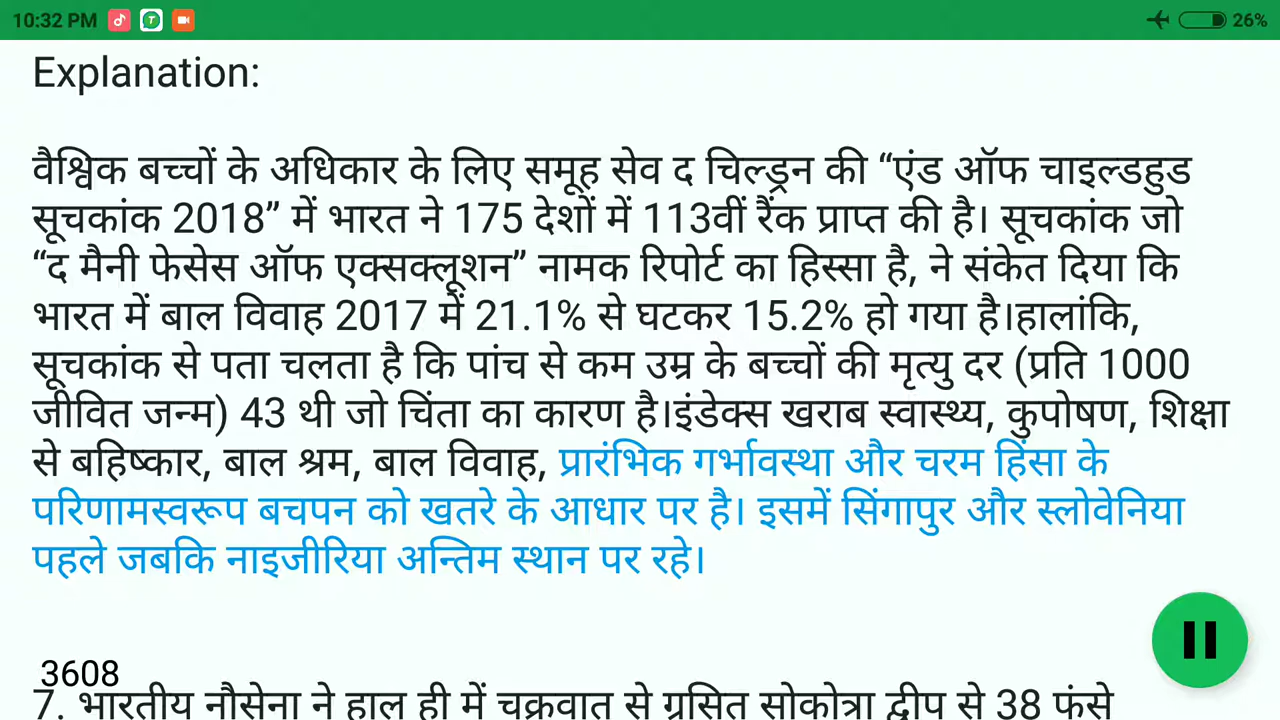 10:32 PM
26%
Explanation:
वैश्विक बच्चों के अधिकार के लिए समूह सेव द चिल्ड्रन की “एंड ऑफ चाइल्डहुड
सूचकांक 2018” में भारत ने 175 देशों में 113वीं रैंक प्राप्त की है। सूचकांक जो
“द मैनी फेसेस ऑफ एक्सक्लूशन” नामक रिपोर्ट का हिस्सा है, ने संकेत दिया कि
भारत में बाल विवाह 2017 में 21.1% से घटकर 15.2% हो गया है।हालांकि,
सूचकांक से पता चलता है कि पांच से कम उम्र के बच्चों की मृत्यु दर (प्रति 1000
जीवित जन्म) 43 थी जो चिंता का कारण है।इंडेक्स खराब स्वास्थ्य, कुपोषण, शिक्षा
से बहिष्कार, बाल श्रम, बाल विवाह, प्रारंभिक गर्भावस्था और चरम हिंसा के
परिणामस्वरूप बचपन को खतरे के आधार पर है। इसमें सिंगापुर और स्लोवेनिया
पहले जबकि नाइजीरिया अन्तिम स्थान पर रहे।
3608
7. भारतीय नौसेना ने हाल ही में चक्रवात से ग्रसित सोकोत्रा द्वीप से 38 फंसे